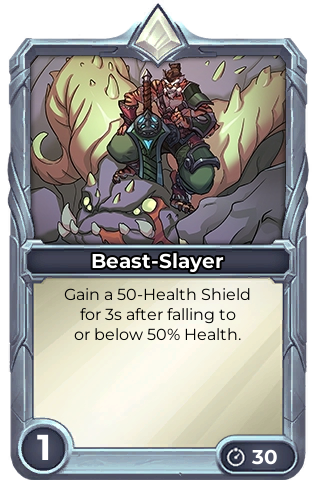 Beast-Slayer
Gain a 50-Health Shield
for 3s after falling to
or below 50% Health.
1
30